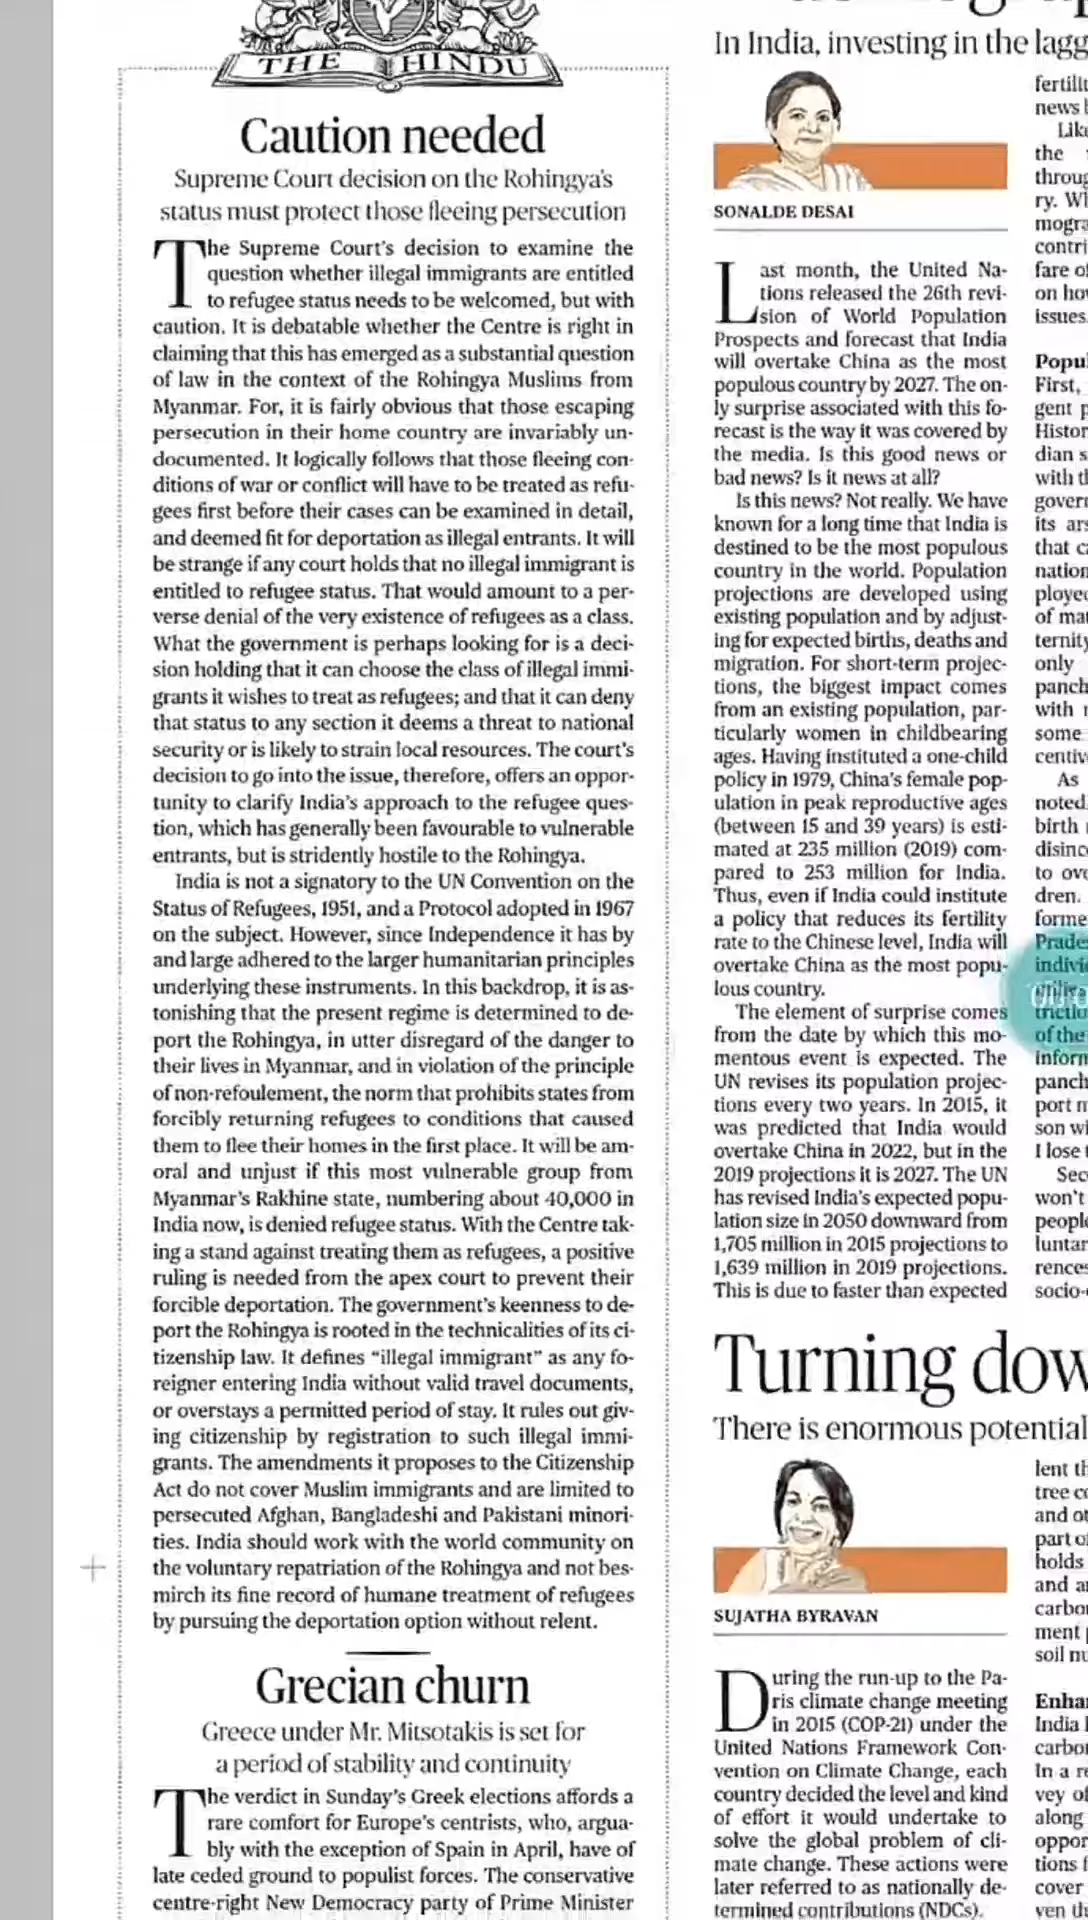 THE HINDU
Caution needed
Supreme Court decision on the Rohingya's
status must protect those fleeing persecution
The Supreme Court's decision to examine the
question whether illegal immigrants are entitled
to refugee status needs to be welcomed, but with
caution. It is debatable whether the Centre is right in
claiming that this has emerged as a substantial question
of law in the context of the Rohingya Muslims from
Myanmar. For, it is fairly obvious that those escaping
persecution in their home country are invariably un-
documented. It logically follows that those fleeing con-
ditions of war or conflict will have to be treated as refu-
gees first before their cases can be examined in detail,
and deemed fit for deportation as illegal entrants. It will
be strange if any court holds that no illegal immigrant is
entitled to refugee status. That would amount to a per-
verse denial of the very existence of refugees as a class.
What the government is perhaps looking for is a deci-
sion holding that it can choose the class of illegal immi-
grants it wishes to treat as refugees; and that it can deny
that status to any section it deems a threat to national
security or is likely to strain local resources. The court's
decision to go into the issue, therefore, offers an oppor-
tunity to clarify India's approach to the refugee ques-
tion, which has generally been favourable to vulnerable
entrants, but is stridently hostile to the Rohingya.
India is not a signatory to the UN Convention on the
Status of Refugees, 1951, and a Protocol adopted in 1967
on the subject. However, since Independence it has by
and large adhered to the larger humanitarian principles
underlying these instruments. In this backdrop, it is as-
tonishing that the present regime is determined to de-
port the Rohingya, in utter disregard of the danger to
their lives in Myanmar, and in violation of the principle
of non-refoulement, the norm that prohibits states from
forcibly returning refugees to conditions that caused
them to flee their homes in the first place. It will be am-
oral and unjust if this most vulnerable group from
Myanmar's Rakhine state, numbering about 40,000 in
India now, is denied refugee status. With the Centre tak-
ing a stand against treating them as refugees, a positive
ruling is needed from the apex court to prevent their
forcible deportation. The government's keenness to de-
port the Rohingya is rooted in the technicalities of its ci-
tizenship law. It defines "illegal immigrant" as any fo-
reigner entering India without valid travel documents,
or overstays a permitted period of stay. It rules out giv-
ing citizenship by registration to such illegal immi-
grants. The amendments it proposes to the Citizenship
Act do not cover Muslim immigrants and are limited to
persecuted Afghan, Bangladeshi and Pakistani minori-
ties. India should work with the world community on
the voluntary repatriation of the Rohingya and not bes-
mirch its fine record of humane treatment of refugees
by pursuing the deportation option without relent.
Grecian churn
Greece under Mr. Mitsotakis is set for
a period of stability and continuity
The verdict in Sunday's Greek elections affords a
rare comfort for Europe's centrists, who, argua-
bly with the exception of Spain in April, have of
late ceded ground to populist forces. The conservative
centre-right New Democracy party of Prime Minister
In India, investing in the lagg
SONALDE DESAI
Last month, the United Na-
tions released the 26th revi-
sion of World Population
Prospects and forecast that India
will overtake China as the most
populous country by 2027. The on-
ly surprise associated with this fo-
recast is the way it was covered by
the media. Is this good news or
bad news? Is it news at all?
Is this news? Not really. We have
known for a long time that India is
destined to be the most populous
country in the world. Population
projections are developed using
existing population and by adjust-
ing for expected births, deaths and
migration. For short-term projec-
tions, the biggest impact comes
from an existing population, par-
ticularly women in childbearing
ages. Having instituted a one-child
policy in 1979, China's female pop-
ulation in peak reproductive ages
(between 15 and 39 years) is esti-
mated at 235 million (2019) com-
pared to 253 million for India.
Thus, even if India could institute
a policy that reduces its fertility
rate to the Chinese level, India will
overtake China as the most popu-
lous country.
The element of surprise comes
from the date by which this mo-
mentous event is expected. The
UN revises its population projec-
tions every two years. In 2015, it
was predicted that India would
overtake China in 2022, but in the
2019 projections it is 2027. The UN
has revised India's expected popu-
lation size in 2050 downward from
1,705 million in 2015 projections to
1,639 million in 2019 projections.
This is due to faster than expected
Turning dow
There is enormous potential
SUJATHA BYRAVAN
During the run-up to the Pa-
ris climate change meeting
in 2015 (COP-21) under the
United Nations Framework Con-
vention on Climate Change, each
country decided the level and kind
of effort it would undertake to
solve the global problem of cli-
mate change. These actions were
later referred to as nationally de-
termined contributions (NDCs).